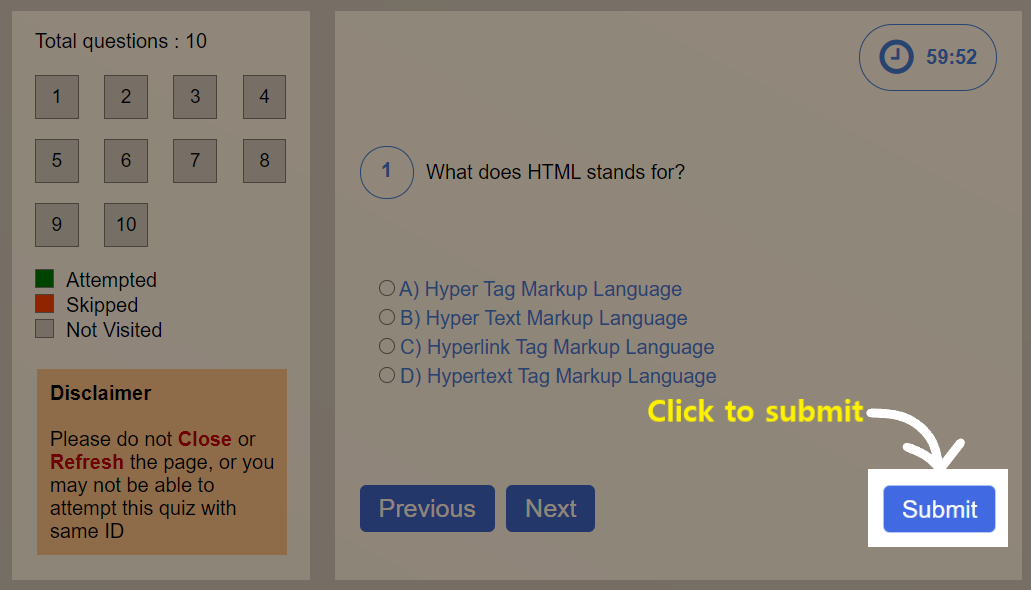 Total questions : 10
1 2 3 4
5 6 7 8
9 10
Attempted
Skipped
Not Visited
Disclaimer
Please do not Close or
Refresh the page, or you
may not be able to
attempt this quiz with
same ID
59:52
1 What does HTML stands for?
A) Hyper Tag Markup Language
B) Hyper Text Markup Language
C) Hyperlink Tag Markup Language
D) Hypertext Tag Markup Language
Click to submit
Previous Next Submit